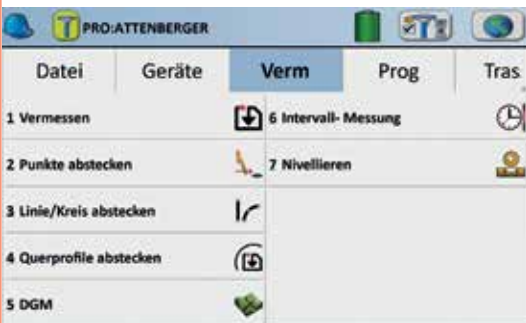 PRO:ATTENBERGER
Datei Geräte Verm Prog Tras
1 Vermessen
2 Punkte abstecken
3 Linie/Kreis abstecken
4 Querprofile abstecken
5 DGM
6 Intervall- Messung
7 Nivellieren